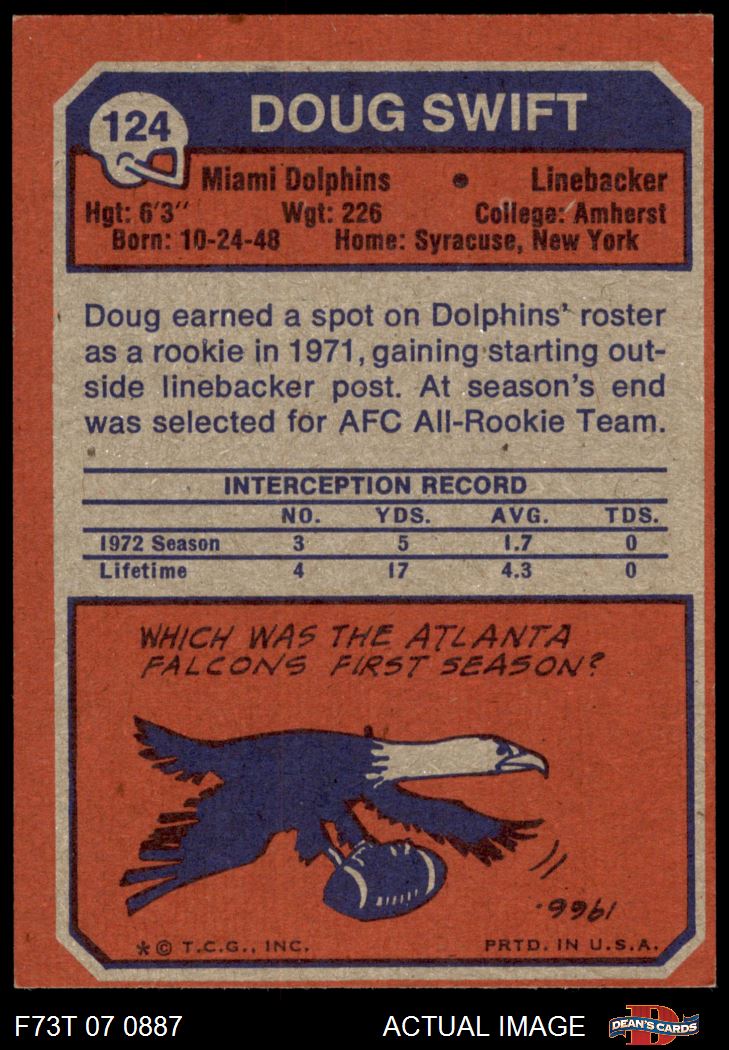 124
DOUG SWIFT
Miami Dolphins • Linebacker
Hgt: 6'3" Wgt: 226 College: Amherst
Born: 10-24-48 Home: Syracuse, New York
Doug earned a spot on Dolphins' roster
as a rookie in 1971, gaining starting out-
side linebacker post. At season's end
was selected for AFC All-Rookie Team.
INTERCEPTION RECORD
NO. YDS. AVG. TDS.
1972 Season 3 5 1.7 0
Lifetime 4 17 4.3 0
WHICH WAS THE ATLANTA
FALCONS FIRST SEASON?
1966.
* © T.C.G., INC. PRTD. IN U.S.A.
F73T 07 0887 ACTUAL IMAGE D DEAN'S CARDS